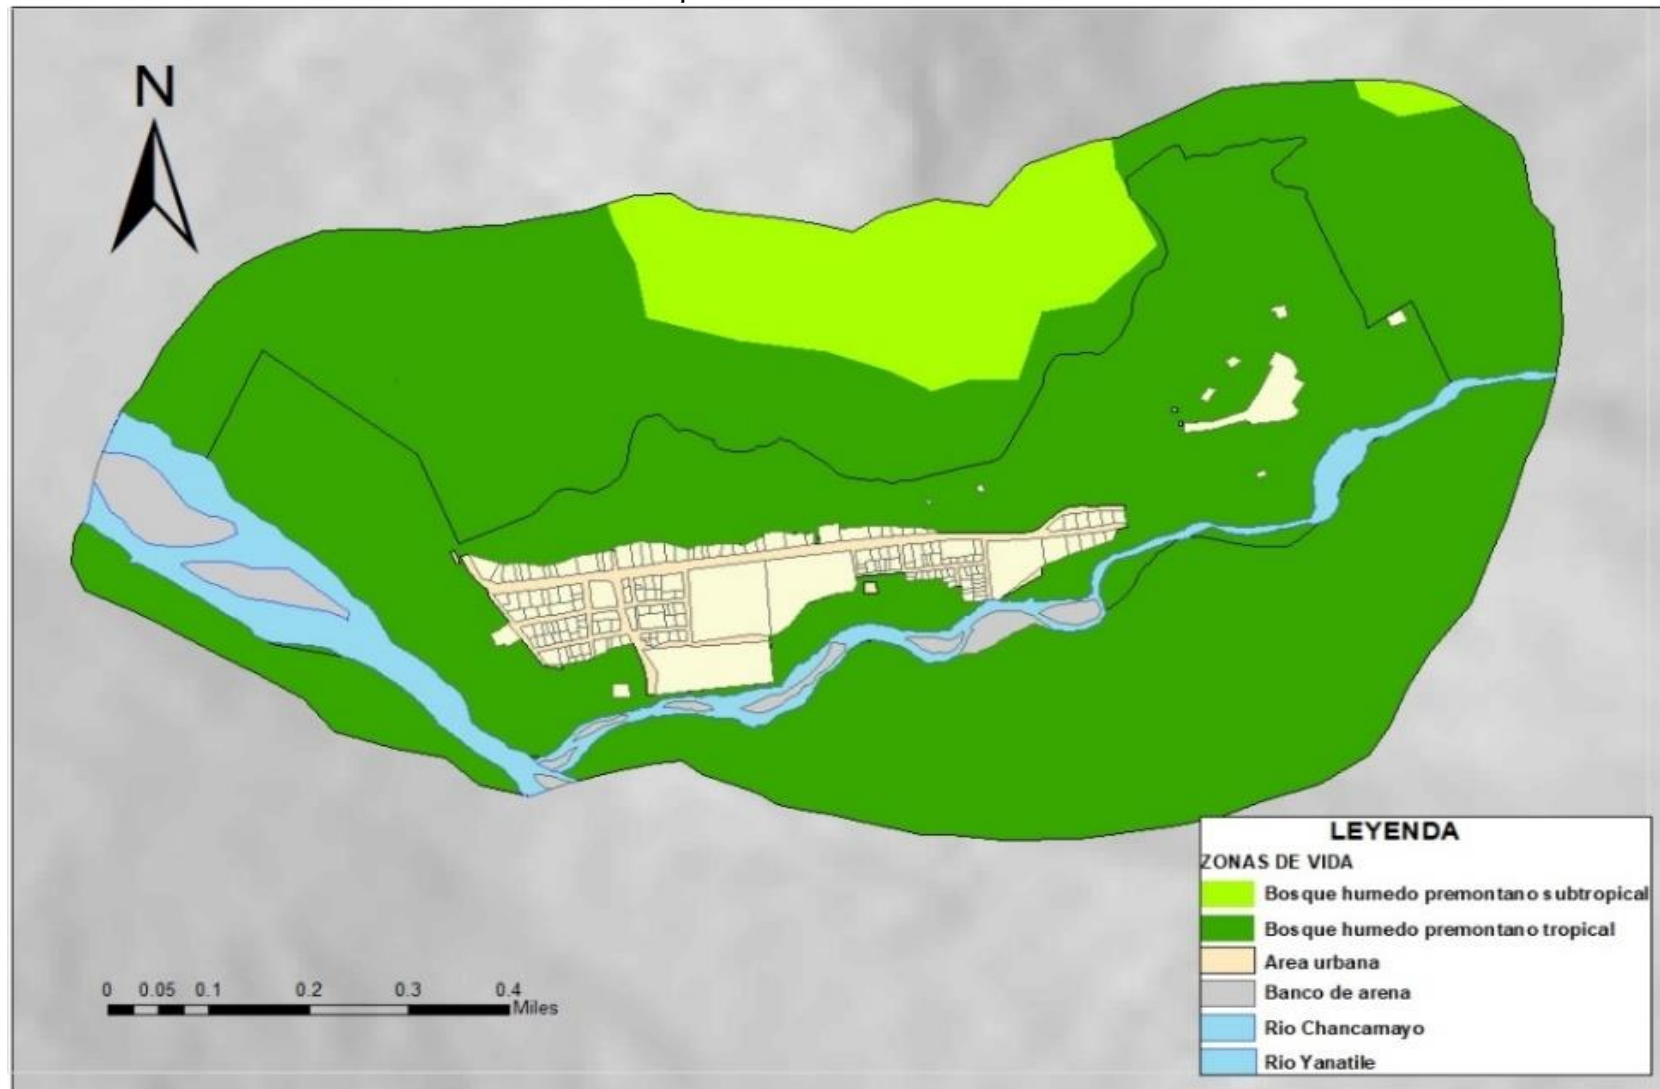 N
LEYENDA
ZONAS DE VIDA
Bosque humedo premontano subtropical
Bosque humedo premontano tropical
Area urbana
Banco de arena
Rio Chancamayo
Rio Yanatile
0 0.05 0.1 0.2 0.3 0.4
Miles